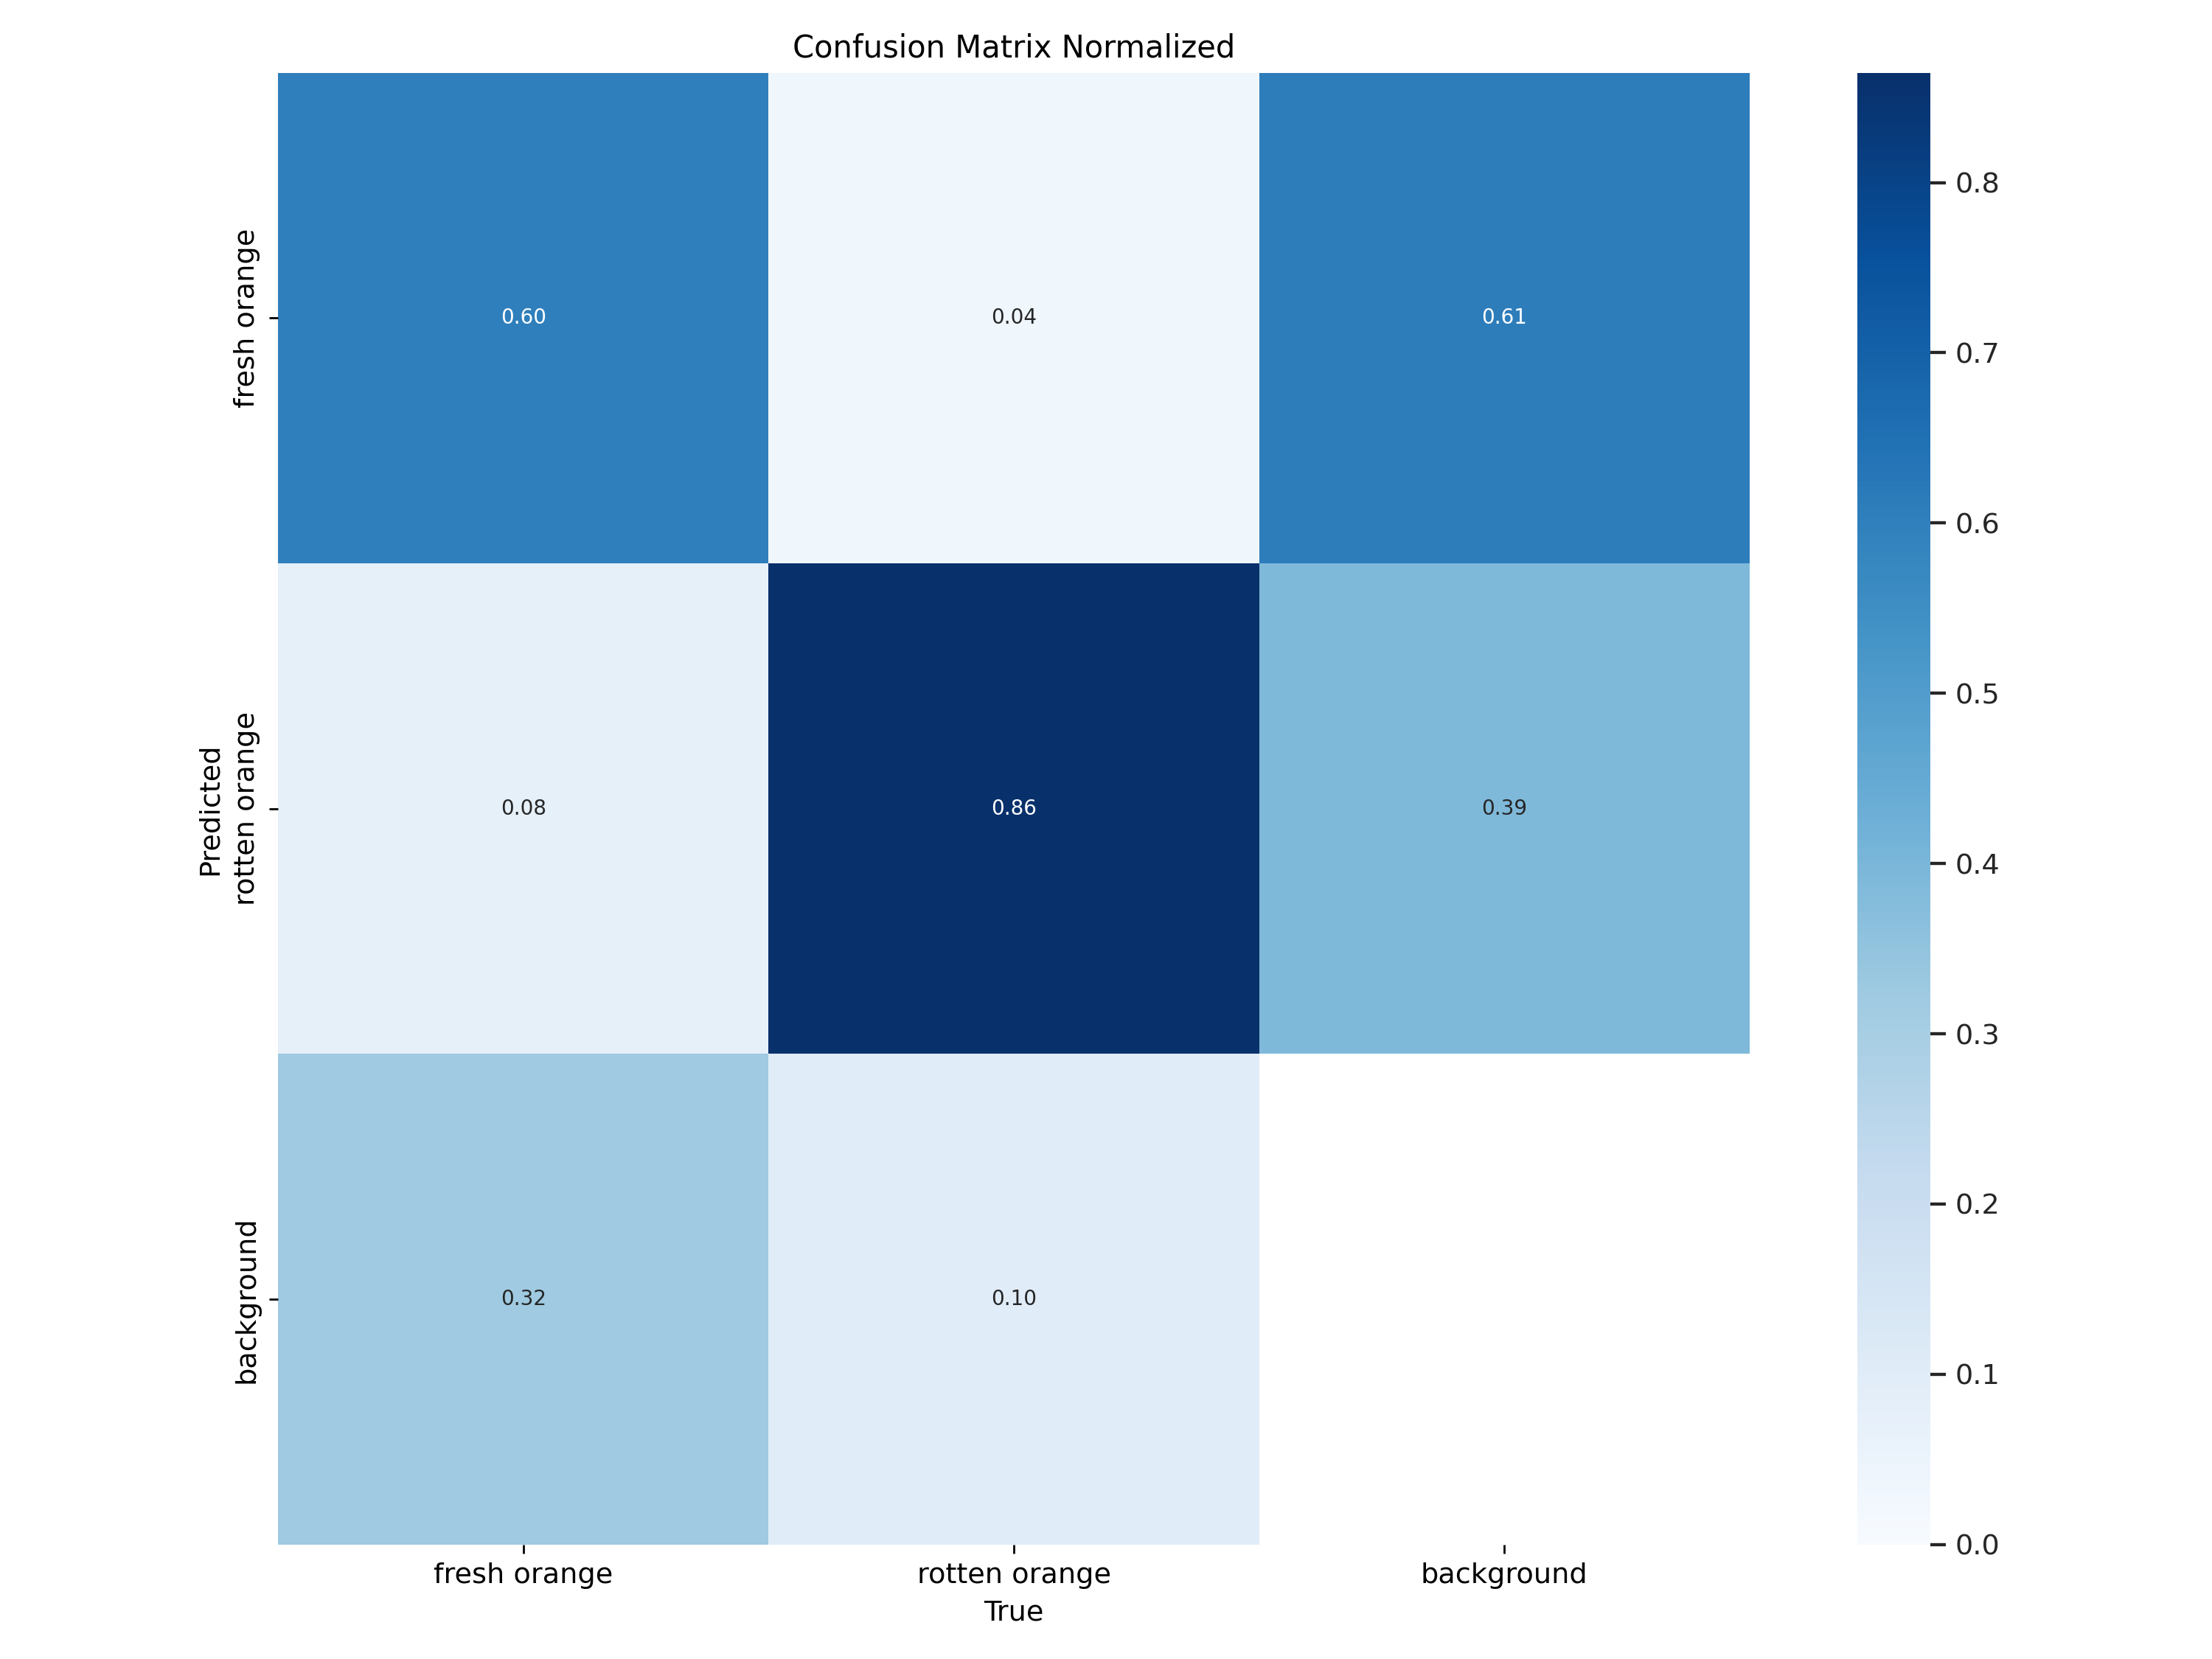 Confusion Matrix Normalized
fresh orange
0.60
0.04
0.61
Predicted
rotten orange
0.08
0.86
0.39
background
0.32
0.10
fresh orange
rotten orange
background
True
0.8
0.7
0.6
0.5
0.4
0.3
0.2
0.1
0.0